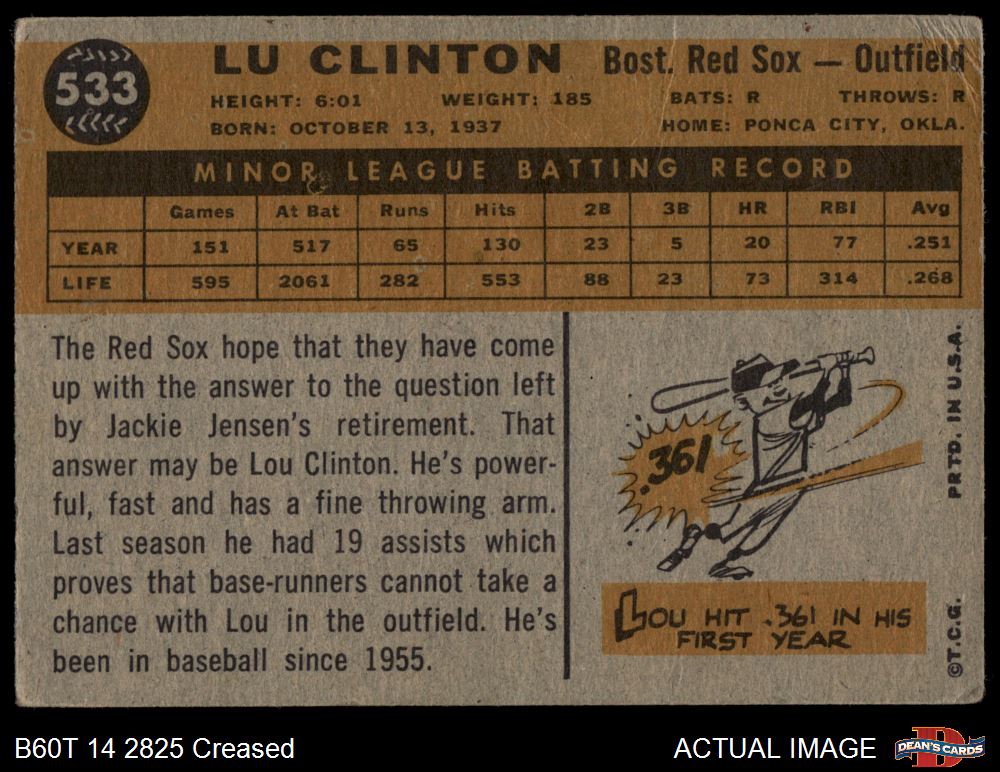 533
LU CLINTON Bost. Red Sox — Outfield
HEIGHT: 6:01 WEIGHT: 185 BATS: R THROWS: R
BORN: OCTOBER 13, 1937 HOME: PONCA CITY, OKLA.
MINOR LEAGUE BATTING RECORD
Games At Bat Runs Hits 2B 3B HR RBI Avg
YEAR 151 517 65 130 23 5 20 77 .251
LIFE 595 2061 282 553 88 23 73 314 .268
The Red Sox hope that they have come
up with the answer to the question left
by Jackie Jensen's retirement. That
answer may be Lou Clinton. He's power-
ful, fast and has a fine throwing arm.
Last season he had 19 assists which
proves that base-runners cannot take a
chance with Lou in the outfield. He's
been in baseball since 1955.
.361
LOU HIT .361 IN HIS
FIRST YEAR
©T.C.G. PRTD. IN U.S.A.
B60T 14 2825 Creased
ACTUAL IMAGE
DEAN'S CARDS